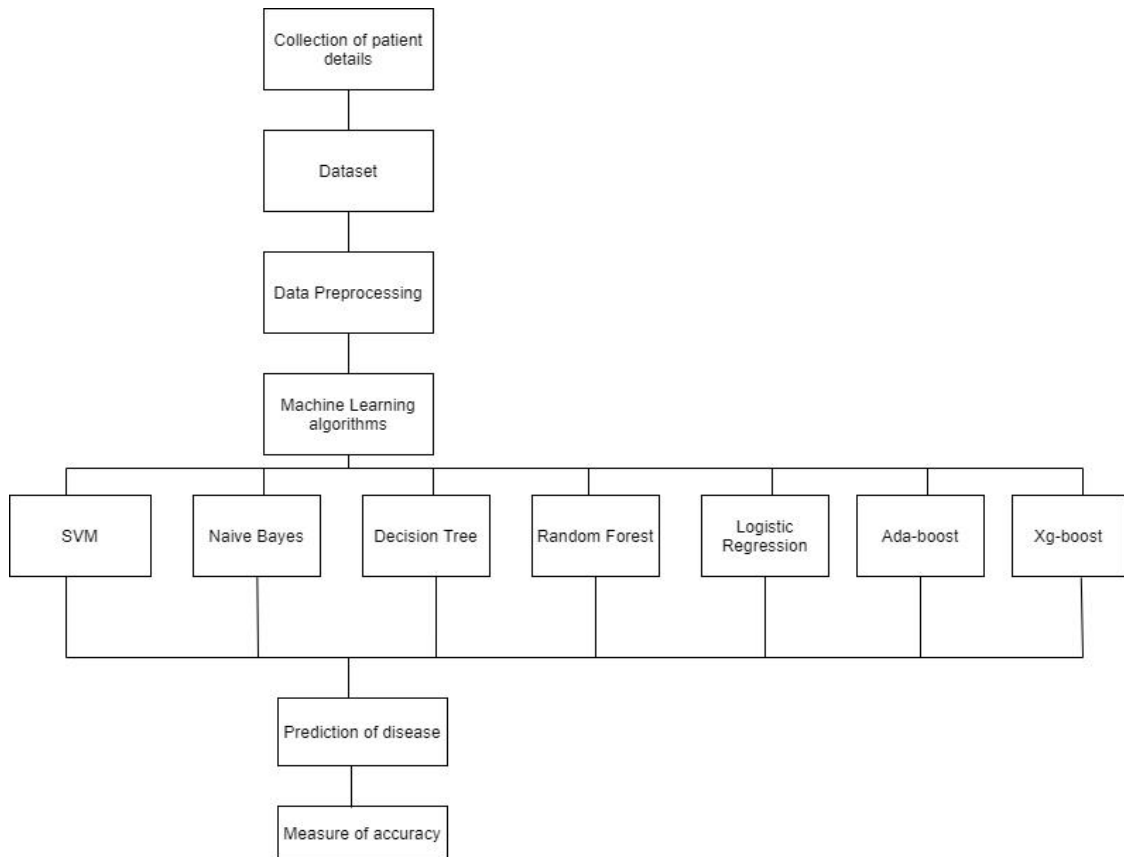 Collection of patient
details
Dataset
Data Preprocessing
Machine Learning
algorithms
SVM
Naive Bayes
Decision Tree
Random Forest
Logistic
Regression
Ada-boost
Xg-boost
Prediction of disease
Measure of accuracy